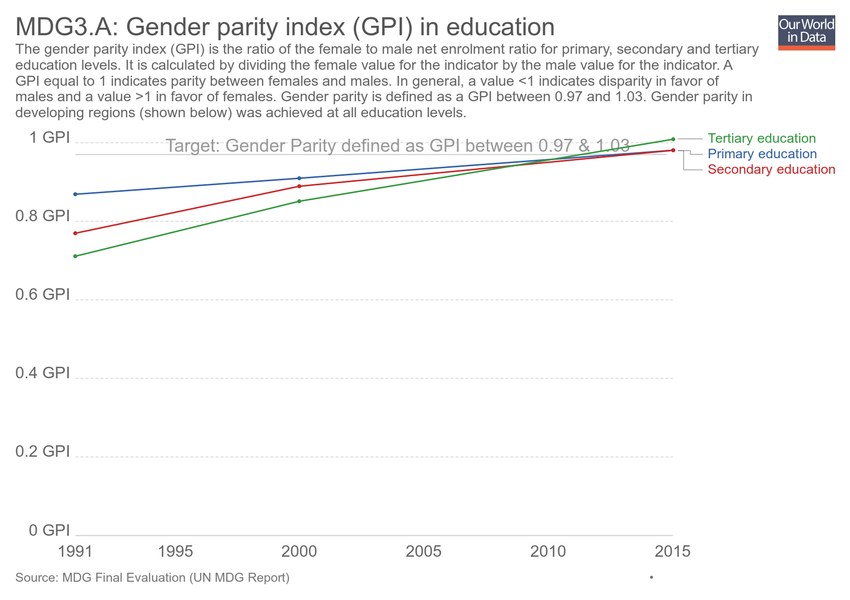 MDG3.A: Gender parity index (GPI) in education
Our World
in Data
The gender parity index (GPI) is the ratio of the female to male net enrolment ratio for primary, secondary and tertiary
education levels. It is calculated by dividing the female value for the indicator by the male value for the indicator. A
GPI equal to 1 indicates parity between females and males. In general, a value <1 indicates disparity in favor of
males and a value >1 in favor of females. Gender parity is defined as a GPI between 0.97 and 1.03. Gender parity in
developing regions (shown below) was achieved at all education levels.
1 GPI
Target: Gender Parity defined as GPI between 0.97 & 1.03
Tertiary education
Primary education
Secondary education
0.8 GPI
0.6 GPI
0.4 GPI
0.2 GPI
0 GPI
1991 1995 2000 2005 2010 2015
Source: MDG Final Evaluation (UN MDG Report)